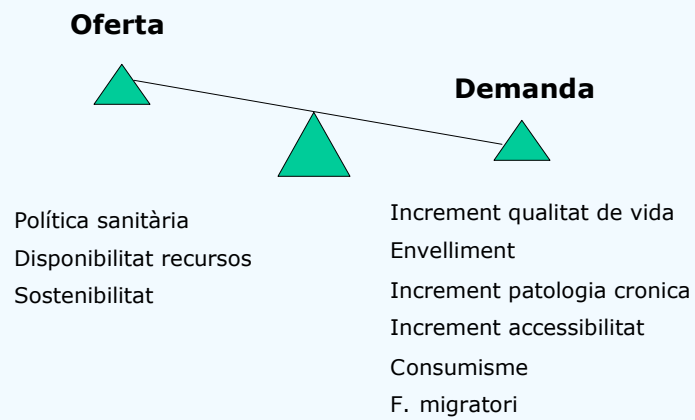 Oferta
Demanda
Política sanitària
Disponibilitat recursos
Sostenibilitat
Increment qualitat de vida
Envelliment
Increment patologia cronica
Increment accessibilitat
Consumisme
F. migratori